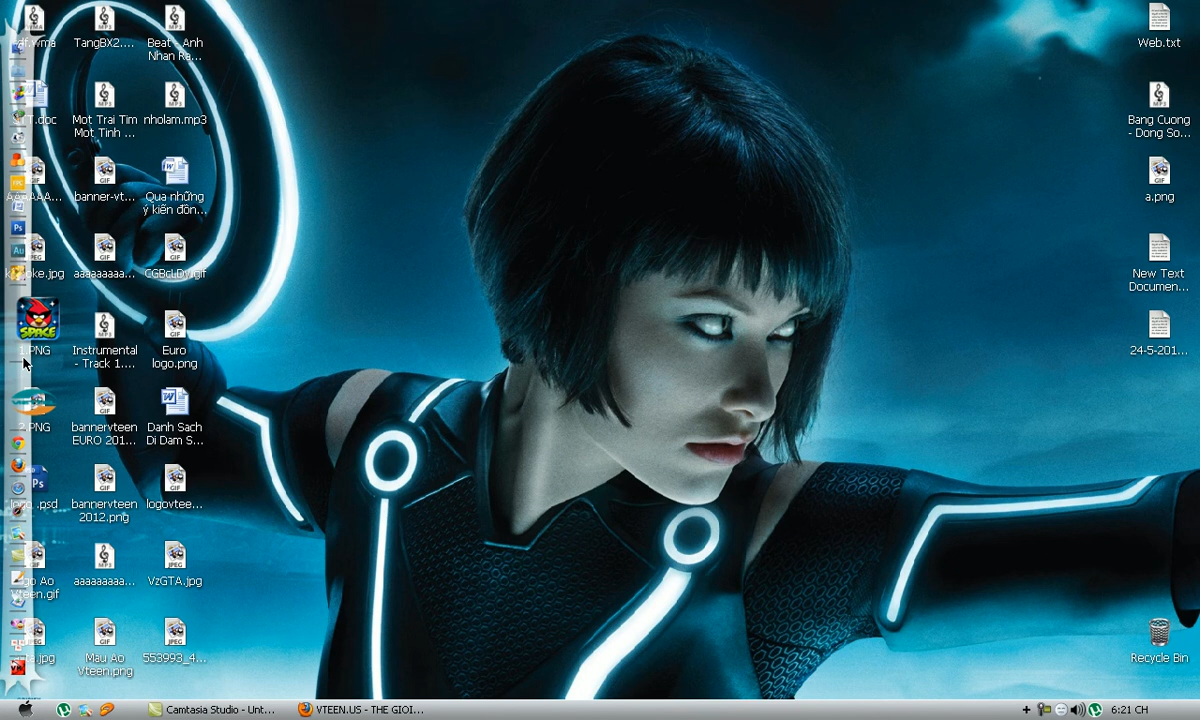 TangBX2....
Beat - Anh
Nhan Ra...
Web.txt
Mot Trai Tim
Mot Tinh ...
nholam.mp3
Bang Cuong
- Dong So...
banner-vt...
Qua những
ý kiến đồn...
a.png
aaaaaaaa...
CGBcLDw.gif
New Text
Documen...
SPACE
1.PNG
Instrumental
- Track 1....
Euro
logo.png
24-5-201...
2.PNG
bannervteen
EURO 201...
Danh Sach
Di Dam S...
.psd
bannervteen
2012.png
logovtee...
Ao
Vteen.gif
aaaaaaaa...
VzGTA.jpg
Mau Ao
Vteen.png
553993_4...
Recycle Bin
Camtasia Studio - Unt...
VTEEN.US - THE GIOI...
6:21 CH